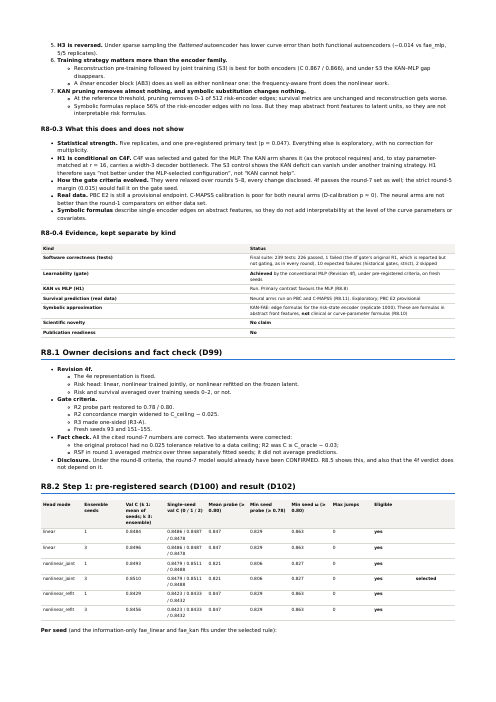 5. H3 is reversed. Under sparse sampling the flattened autoencoder has lower curve error than both functional autoencoders (−0.014 vs fae_mlp,
5/5 replicates).
6. Training strategy matters more than the encoder family.
Reconstruction pre-training followed by joint training (S3) is best for both encoders (C 0.867 / 0.866), and under S3 the KAN–MLP gap
disappears.
A linear encoder block (AB3) does as well as either nonlinear one; the frequency-aware front does the nonlinear work.
7. KAN pruning removes almost nothing, and symbolic substitution changes nothing.
At the reference threshold, pruning removes 0–1 of 512 risk-encoder edges; survival metrics are unchanged and reconstruction gets worse.
Symbolic formulas replace 56% of the risk-encoder edges with no loss. But they map abstract front features to latent units, so they are not
interpretable risk formulas.
R8-0.3 What this does and does not show
Statistical strength. Five replicates, and one pre-registered primary test (p = 0.047). Everything else is exploratory, with no correction for
multiplicity.
H1 is conditional on C4F. C4F was selected and gated for the MLP. The KAN arm shares it (as the protocol requires) and, to stay parameter-
matched at r = 16, carries a width-3 decoder bottleneck. The S3 control shows the KAN deficit can vanish under another training strategy. H1
therefore says "not better under the MLP-selected configuration", not "KAN cannot help".
How the gate criteria evolved. They were relaxed over rounds 5–8, every change disclosed. 4f passes the round-7 set as well; the strict round-5
margin (0.015) would fail it on the gate seed.
Real data. PBC E2 is still a provisional endpoint. C-MAPSS calibration is poor for both neural arms (D-calibration p ≈ 0). The neural arms are not
better than the round-1 comparators on either data set.
Symbolic formulas describe single encoder edges on abstract features, so they do not add interpretability at the level of the curve parameters or
covariates.
R8-0.4 Evidence, kept separate by kind
Kind Status
Software correctness (tests) Final suite: 239 tests; 226 passed, 1 failed (the 4f gate's original R1, which is reported but
not gating, as in every round), 10 expected failures (historical gates, strict), 2 skipped
Learnability (gate) Achieved by the conventional MLP (Revision 4f), under pre-registered criteria, on fresh
seeds
KAN vs MLP (H1) Run. Primary contrast favours the MLP (R8.8)
Survival prediction (real data) Neural arms run on PBC and C-MAPSS (R8.11). Exploratory; PBC E2 provisional
Symbolic approximation KAN-FAE: edge formulas for the risk-state encoder (replicate 1000). These are formulas in
abstract front features, not clinical or curve-parameter formulas (R8.10)
Scientific novelty No claim
Publication readiness No
R8.1 Owner decisions and fact check (D99)
Revision 4f.
The 4e representation is fixed.
Risk head: linear, nonlinear trained jointly, or nonlinear refitted on the frozen latent.
Risk and survival averaged over training seeds 0–2, or not.
Gate criteria.
R2 probe part restored to 0.78 / 0.80.
R2 concordance margin widened to C_ceiling − 0.025.
R3 made one-sided (R3-A).
Fresh seeds 93 and 151–155.
Fact check. All the cited round-7 numbers are correct. Two statements were corrected:
the original protocol had no 0.025 tolerance relative to a data ceiling; R2 was C ≥ C_oracle − 0.03;
RSF in round 1 averaged metrics over three separately fitted seeds; it did not average predictions.
Disclosure. Under the round-8 criteria, the round-7 model would already have been CONFIRMED. R8.5 shows this, and also that the 4f verdict does
not depend on it.
R8.2 Step 1: pre-registered search (D100) and result (D102)
Head mode Ensemble seeds Val C (k 1: mean of seeds; k 3: ensemble) Single-seed val C (0 / 1 / 2) Mean probe (≥ 0.80) Min seed probe (≥ 0.78) Min seed ω (≥ 0.80) Max jumps Eligible
linear 1 0.8484 0.8486 / 0.8487 / 0.8478 0.847 0.829 0.863 0 yes
linear 3 0.8496 0.8486 / 0.8487 / 0.8478 0.847 0.829 0.863 0 yes
nonlinear_joint 1 0.8493 0.8479 / 0.8511 / 0.8488 0.821 0.806 0.827 0 yes
nonlinear_joint 3 0.8510 0.8479 / 0.8511 / 0.8488 0.821 0.806 0.827 0 yes selected
nonlinear_refit 1 0.8429 0.8423 / 0.8433 / 0.8432 0.847 0.829 0.863 0 yes
nonlinear_refit 3 0.8456 0.8423 / 0.8433 / 0.8432 0.847 0.829 0.863 0 yes
Per seed (and the information-only fae_linear and fae_kan fits under the selected rule):